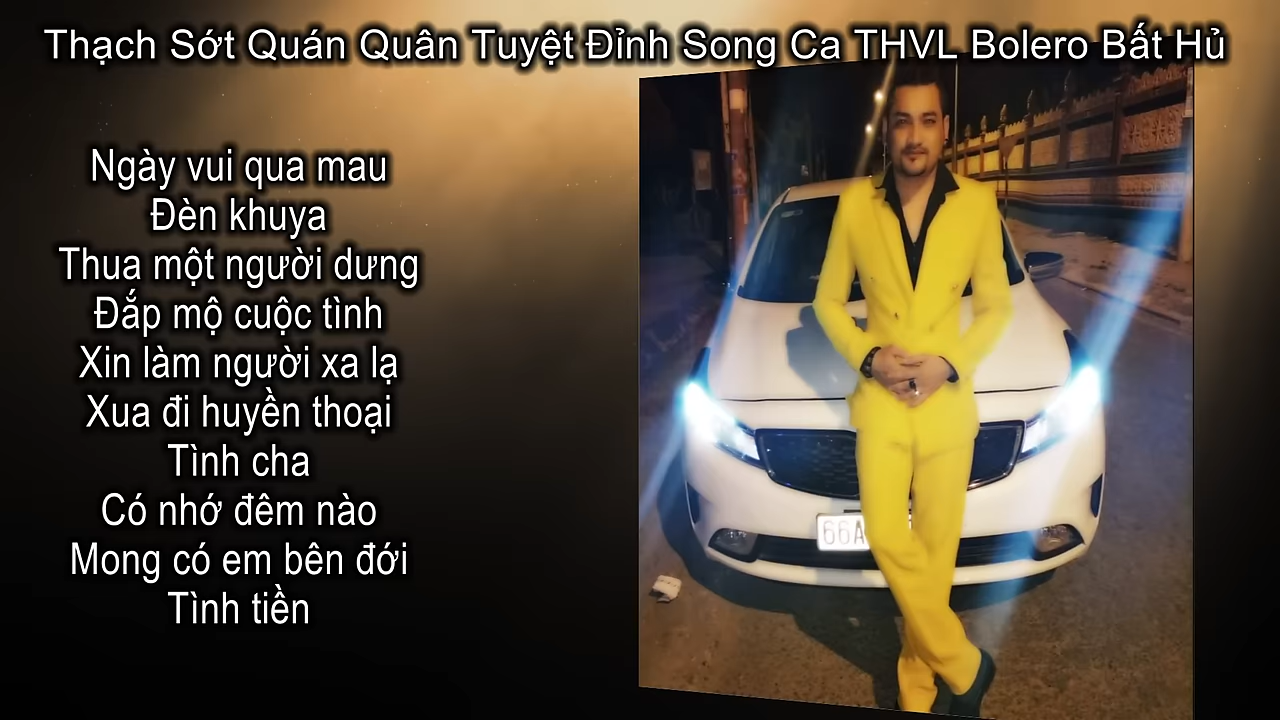 Thạch Sớt Quán Quân Tuyệt Đỉnh Song Ca THVL Bolero Bất Hủ
Ngày vui qua mau
Đèn khuya
Thua một người dưng
Đắp mộ cuộc tình
Xin làm người xa lạ
Xua đi huyền thoại
Tình cha
Có nhớ đêm nào
Mong có em bên đới
Tình tiền
66A